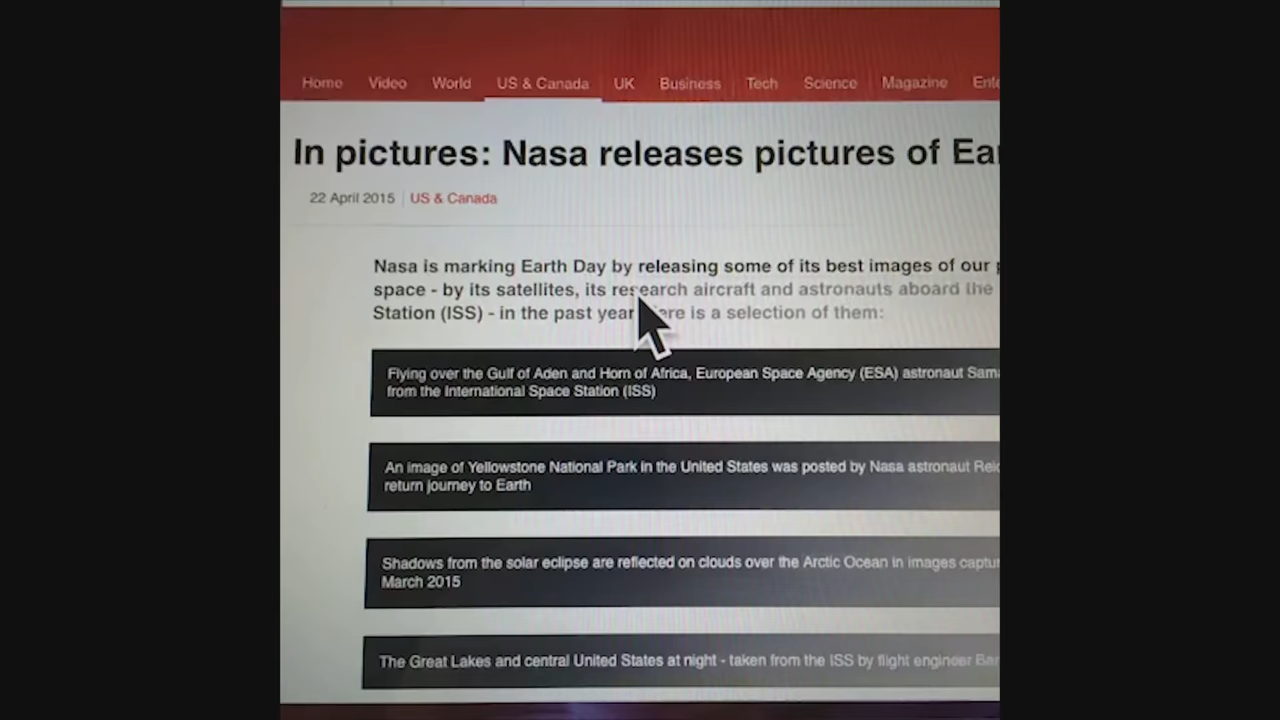 Home Video World US & Canada UK Business Tech Science Magazine
In pictures: Nasa releases pictures of
22 April 2015 US & Canada
Nasa is marking Earth Day by releasing some of its best images of our
space - by its satellites, its research aircraft and astronauts aboard the
Station (ISS) - in the past year is a selection of them:
Flying over the Gulf of Aden and Horn of Africa, European Space Agency (ESA) astronaut
from the International Space Station (ISS)
An image of Yellowstone National Park in the United States was posted by Nasa astronaut
return journey to Earth
Shadows from the solar eclipse are reflected on clouds over the Arctic Ocean in images
March 2015
The Great Lakes and central United States at night - taken from the ISS by flight engineer